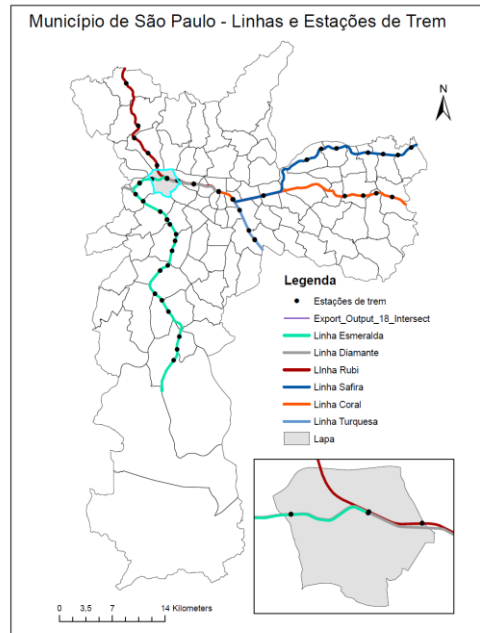 Município de São Paulo - Linhas e Estações de Trem
N
Legenda
Estações de trem
Export_Output_18_Intersect
Linha Esmeralda
Linha Diamante
LInha Rubi
Linha Safira
Linha Coral
Linha Turquesa
Lapa
0 3,5 7 14 Kilometers